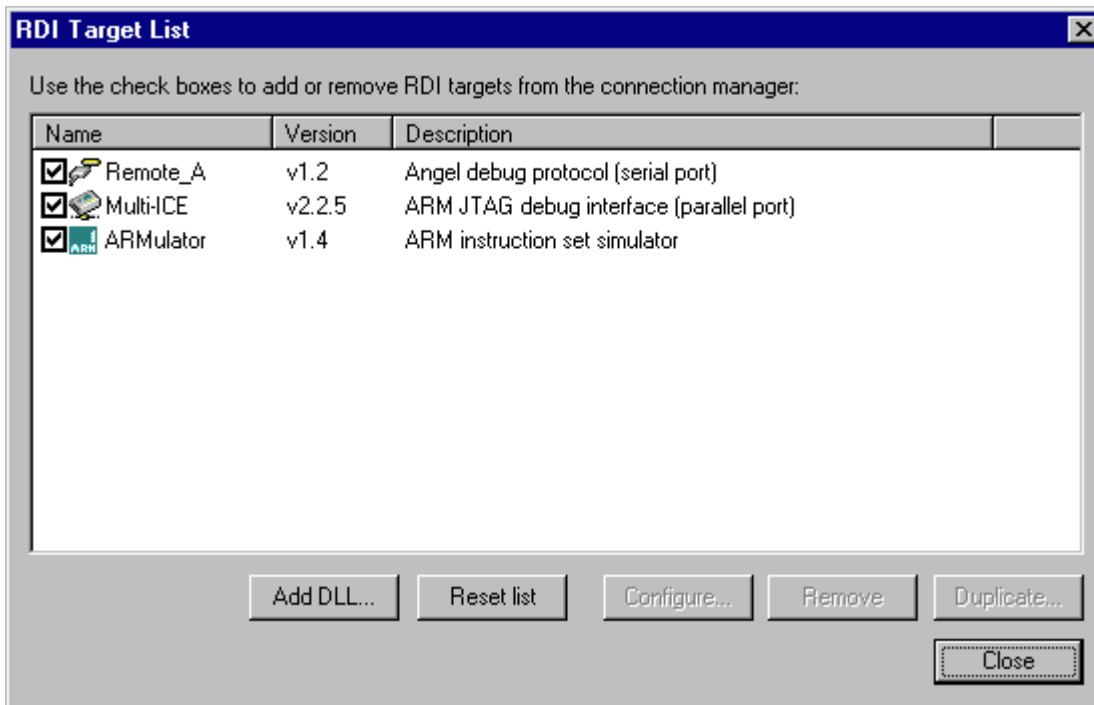 RDI Target List
Use the check boxes to add or remove RDI targets from the connection manager:
Name Version Description
Remote_A v1.2 Angel debug protocol (serial port)
Multi-ICE v2.2.5 ARM JTAG debug interface (parallel port)
ARM ARMulator v1.4 ARM instruction set simulator
Add DLL... Reset list Configure... Remove Duplicate...
Close